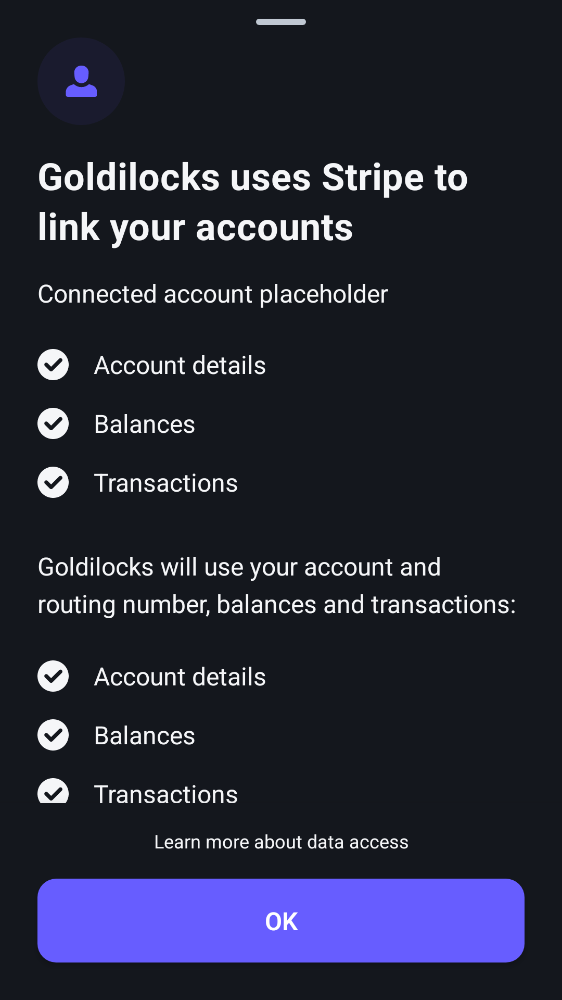 Goldilocks uses Stripe to
link your accounts
Connected account placeholder
Account details
Balances
Transactions
Goldilocks will use your account and
routing number, balances and transactions:
Account details
Balances
Transactions
Learn more about data access
OK